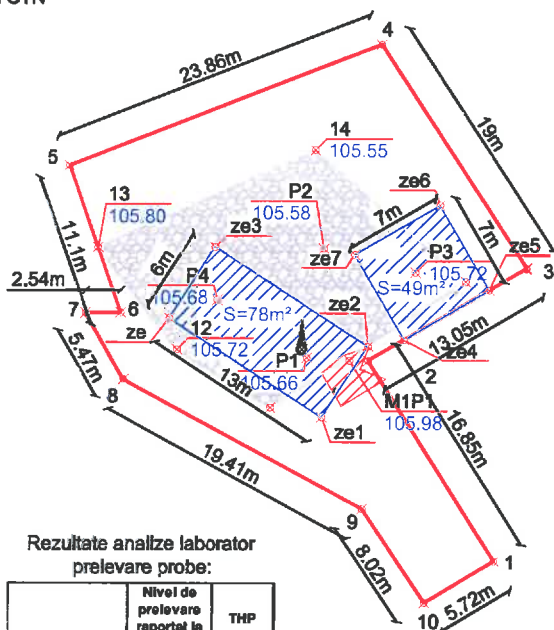 4
23.86m
19m
14
105.55
5
ze6
13
105.80
P2
105.58
ze3
7m
7m
11.1m
ze7
P3
ze5
105.72
3
6m
2.54m
P4
105.68
S=49m²
S=78m²
ze2
7
6
ze
12
105.72
13.05m
ze4
P1
105.66
2
5.47m
13m
M1P1
105.98
8
ze1
16.85m
19.41m
9
Rezultate analize laborator
prelevare probe:
8.02m
1
Nivel de
prelevare
raportat la
THP
10
5.72m